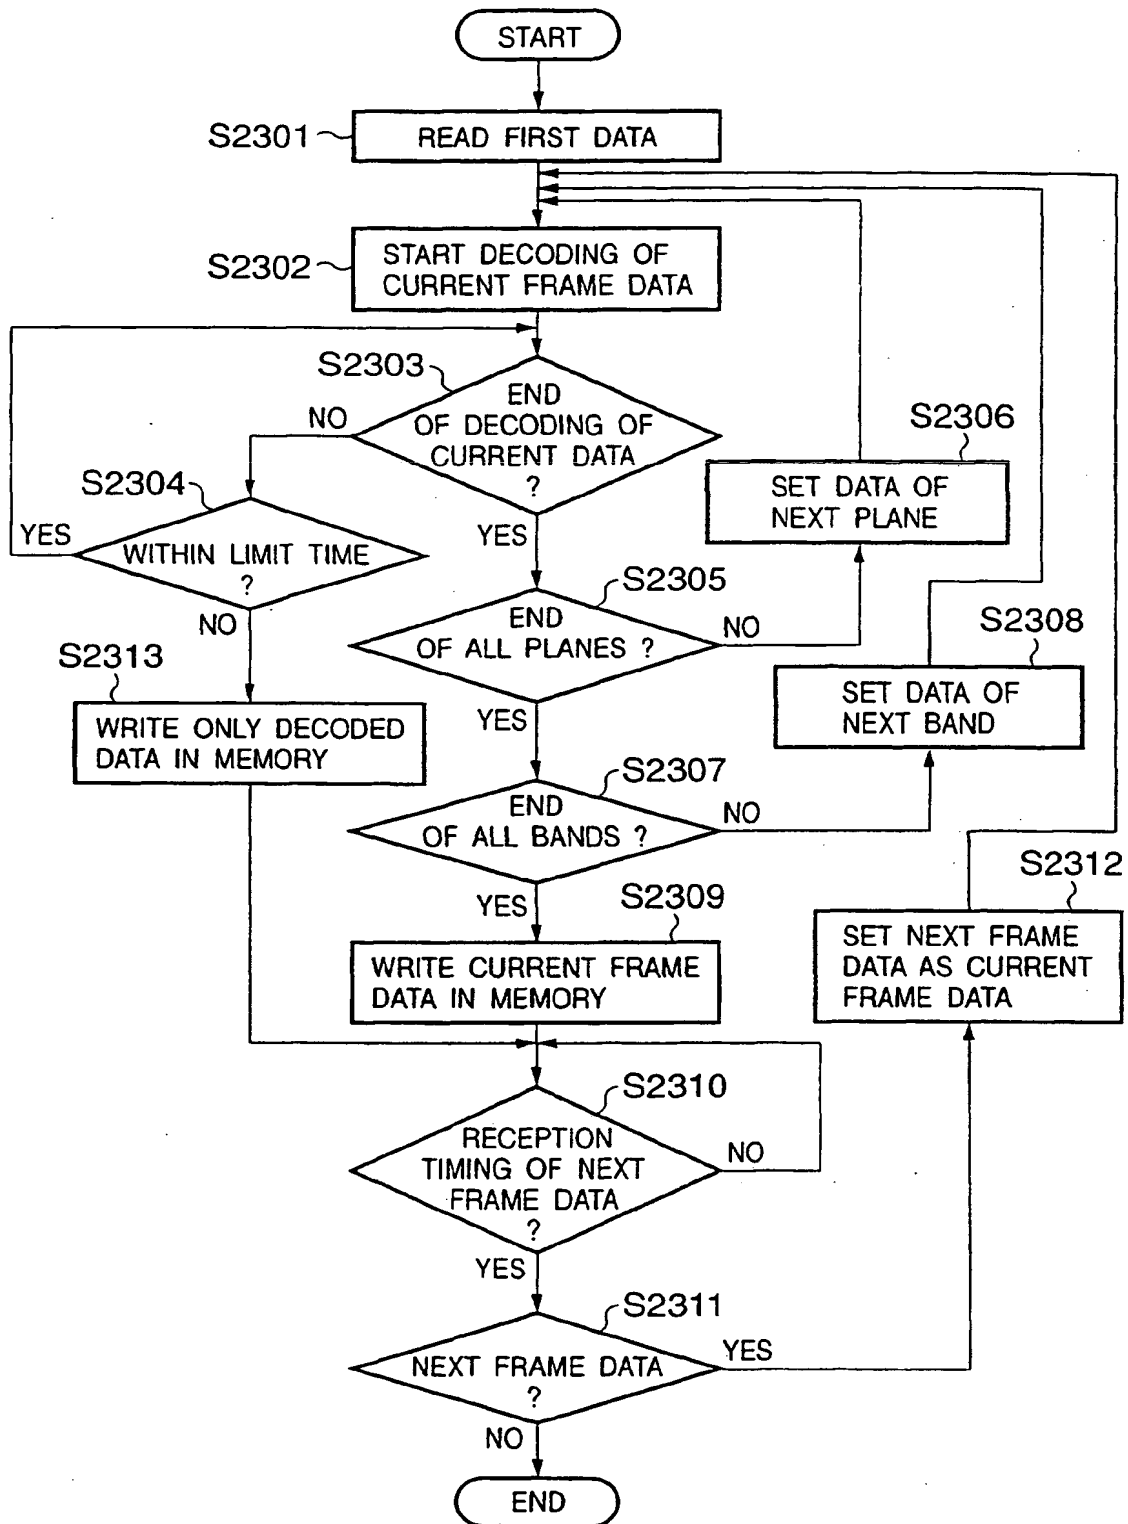 START
S2301
READ FIRST DATA
S2302
START DECODING OF
CURRENT FRAME DATA
S2303
END
OF DECODING OF
CURRENT DATA
?
NO
YES
S2304
WITHIN LIMIT TIME
?
YES
NO
S2305
END
OF ALL PLANES ?
NO
YES
S2306
SET DATA OF
NEXT PLANE
S2307
END
OF ALL BANDS ?
NO
YES
S2308
SET DATA OF
NEXT BAND
S2313
WRITE ONLY DECODED
DATA IN MEMORY
S2309
WRITE CURRENT FRAME
DATA IN MEMORY
S2310
RECEPTION
TIMING OF NEXT
FRAME DATA
?
NO
YES
S2311
NEXT FRAME DATA
?
YES
NO
S2312
SET NEXT FRAME
DATA AS CURRENT
FRAME DATA
END